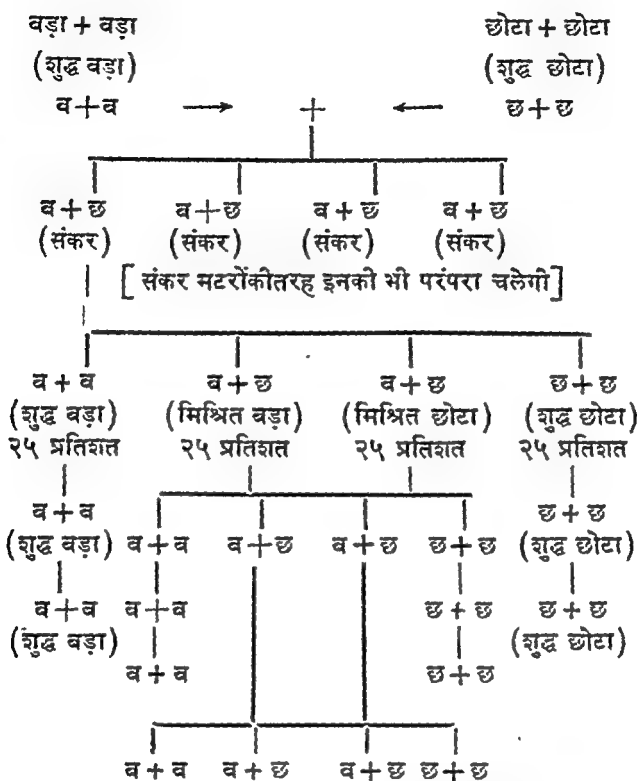 वड़ा + वड़ा छोटा + छोटा
(शुद्ध वड़ा) (शुद्ध छोटा)
व + व → + ← छ + छ
व + छ व + छ व + छ व + छ
(संकर) (संकर) (संकर) (संकर)
[ संकर मटरोंकीतरह इनकी भी परंपरा चलेगी ]
व + व व + छ व + छ छ + छ
(शुद्ध वड़ा) (मिश्रित वड़ा) (मिश्रित छोटा) (शुद्ध छोटा)
२५ प्रतिशत २५ प्रतिशत २५ प्रतिशत २५ प्रतिशत
व + व छ + छ
(शुद्ध वड़ा) व + व व + छ व + छ छ + छ (शुद्ध छोटा)
व + व व + व छ + छ छ + छ
(शुद्ध वड़ा) (शुद्ध छोटा)
व + व छ + छ
व + व व + छ व + छ छ + छ